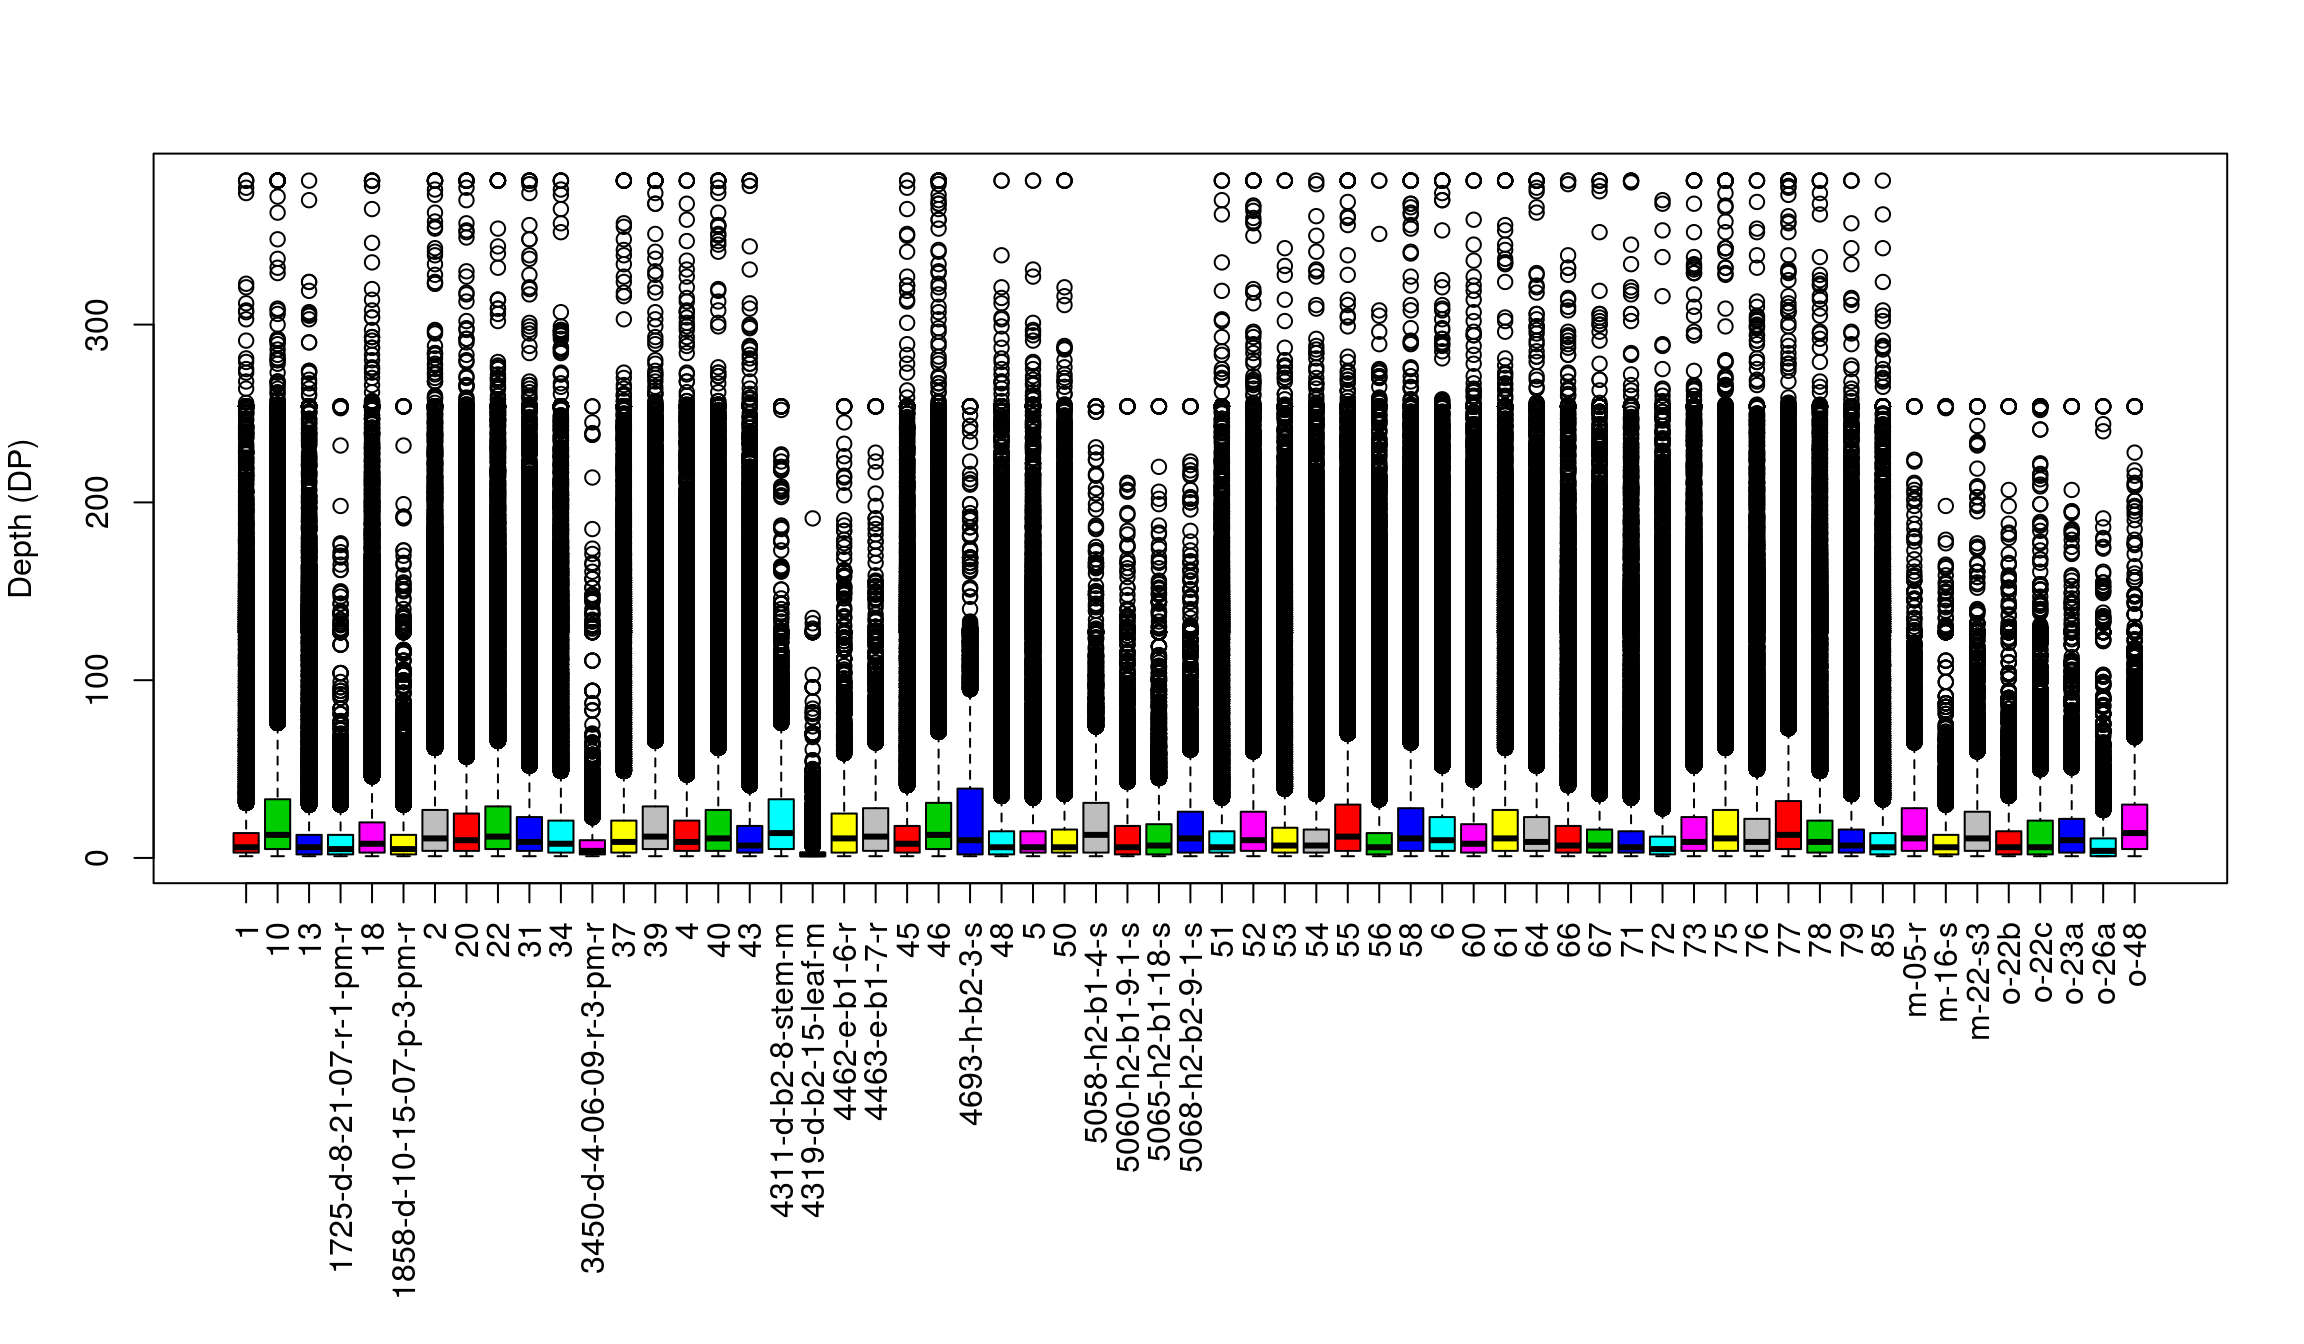 Depth (DP)
300
200
100
0
1
10
13
1725-d-8-21-07-r-1-pm-r
18
1858-d-10-15-07-p-3-pm-r
2
20
22
31
34
3450-d-4-06-09-r-3-pm-r
37
39
4
40
43
4311-d-b2-8-stem-m
4319-d-b2-15-leaf-m
4462-e-b1-6-r
4463-e-b1-7-r
45
46
4693-h-b2-3-s
48
5
50
5058-h2-b1-4-s
5060-h2-b1-9-1-s
5065-h2-b1-18-s
5068-h2-b2-9-1-s
51
52
53
54
55
56
58
6
60
61
64
66
67
71
72
73
75
76
77
78
79
85
m-05-r
m-16-s
m-22-s3
o-22b
o-22c
o-23a
o-26a
o-48